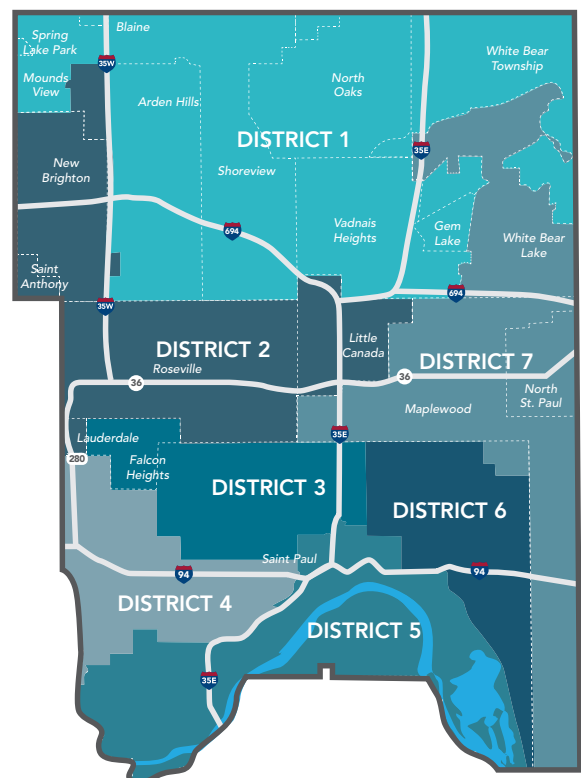 Blaine
Spring
Lake Park
White Bear
Township
35W
Mounds
View
North
Oaks
Arden Hills
DISTRICT 1
35E
New
Brighton
Shoreview
Vadnais
Heights
Gem
Lake
694
White Bear
Lake
Saint
Anthony
694
35W
Little
Canada
DISTRICT 2
DISTRICT 7
Roseville
36
36
North
St. Paul
Maplewood
Lauderdale
35E
280
Falcon
Heights
DISTRICT 3
DISTRICT 6
Saint Paul
94
94
DISTRICT 4
DISTRICT 5
35E